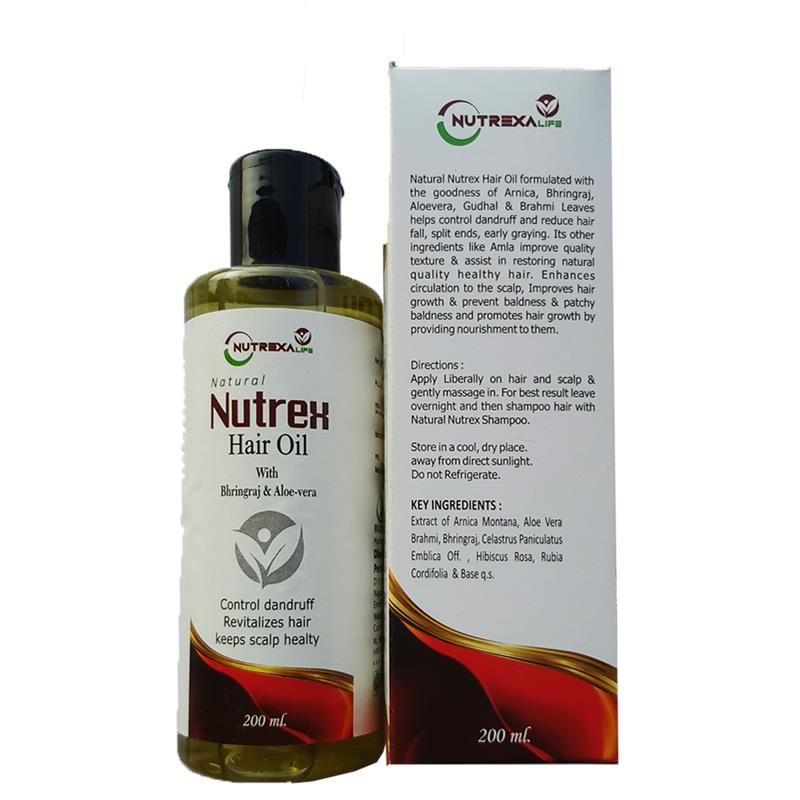 NUTREXALIFE
Natural
Nutrex
Hair Oil
With
Bhringraj & Aloe-vera
Control dandruff
Revitalizes hair
keeps scalp healty
200 ml.
NUTREXALIFE
Natural Nutrex Hair Oil formulated with
the goodness of Arnica, Bhringraj,
Aloevera, Gudhal & Brahmi Leaves
helps control dandruff and reduce hair
fall, split ends, early graying. Its other
ingredients like Amla improve quality
texture & assist in restoring natural
quality healthy hair. Enhances
circulation to the scalp, Improves hair
growth & prevent baldness & patchy
baldness and promotes hair growth by
providing nourishment to them.
Directions :
Apply Liberally on hair and scalp &
gently massage in. For best result leave
overnight and then shampoo hair with
Natural Nutrex Shampoo.
Store in a cool, dry place.
away from direct sunlight.
Do not Refrigerate.
KEY INGREDIENTS :
Extract of Arnica Montana, Aloe Vera
Brahmi, Bhringraj, Celastrus Paniculatus
Emblica Off. , Hibiscus Rosa, Rubia
Cordifolia & Base q.s.
200 ml.